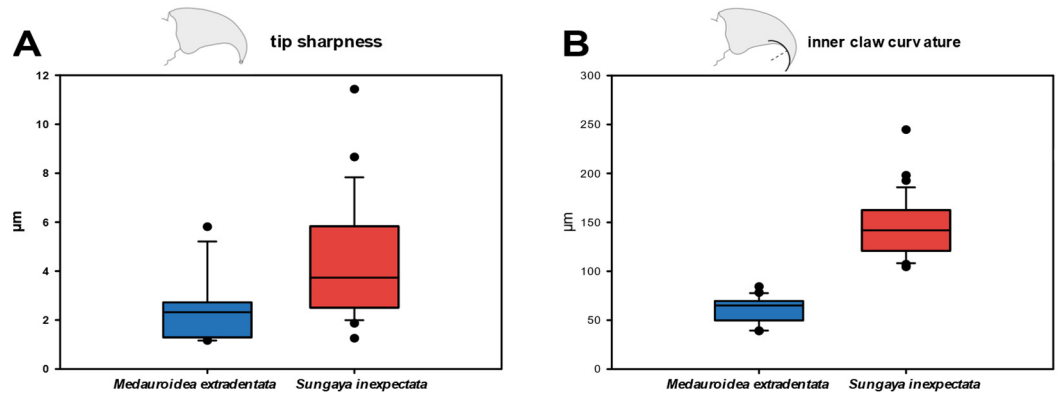 A
tip sharpness
12
10
8
6
4
2
0
µm
Medauroidea extradentata
Sungaya inexpectata
B
inner claw curvature
300
250
200
150
100
50
0
µm
Medauroidea extradentata
Sungaya inexpectata